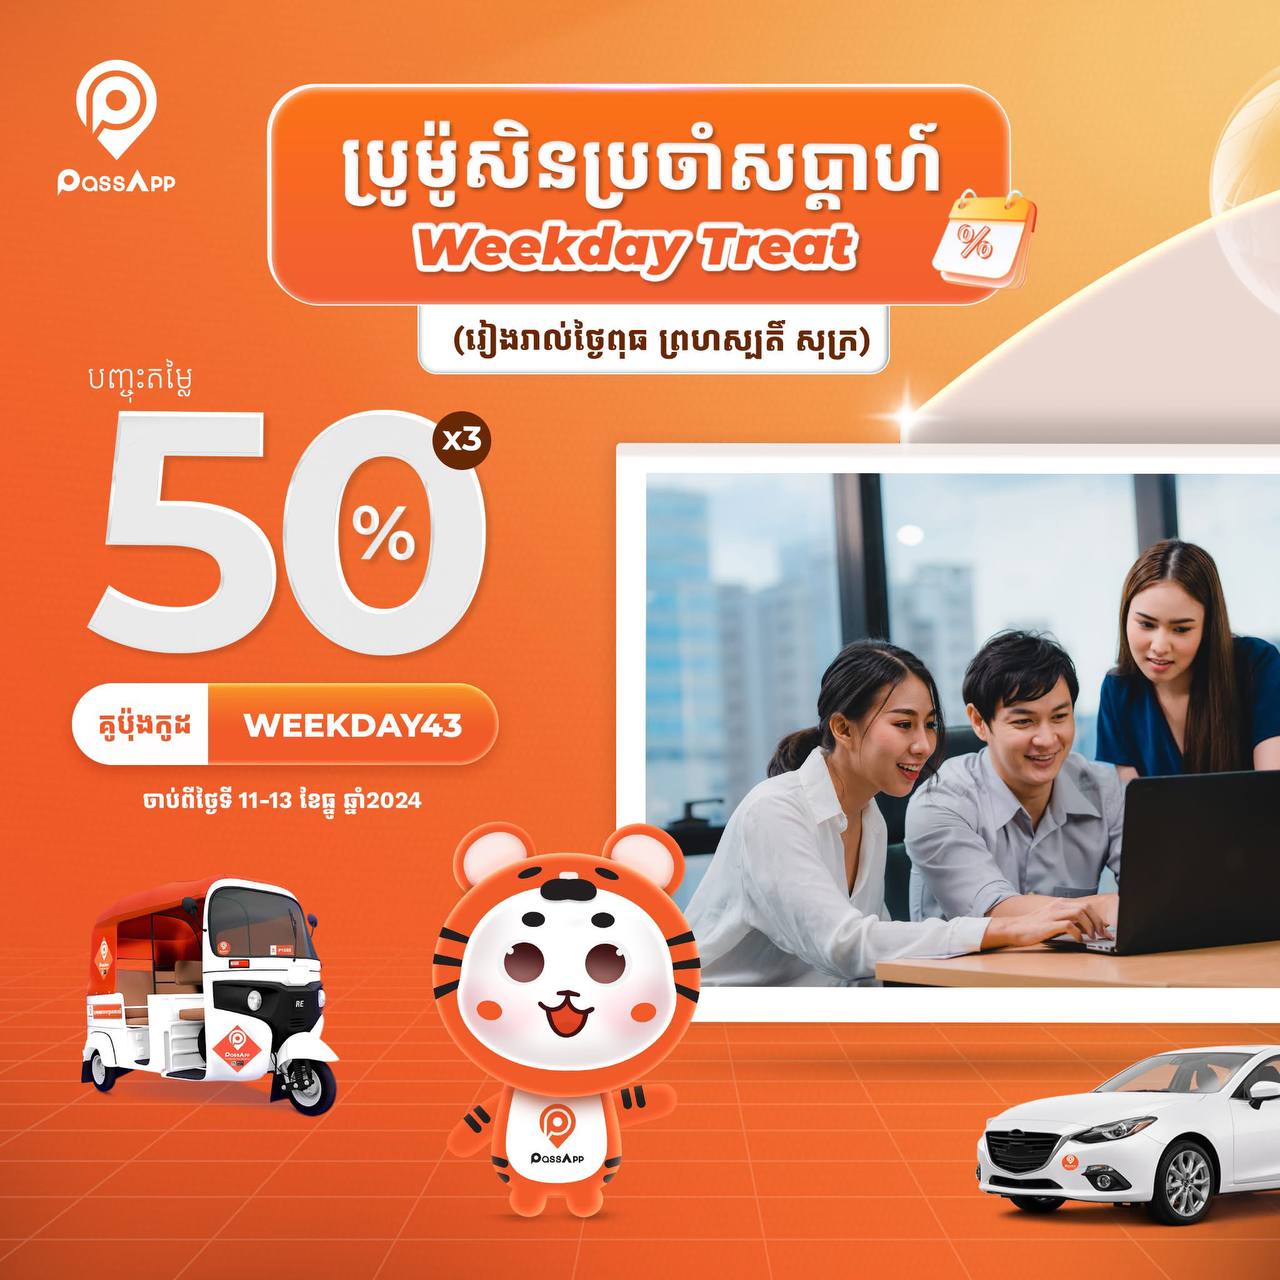 PassApp
ប្រូម៉ូសិនប្រចាំសប្ដាហ៍
Weekday Treat
%
(រៀងរាល់ថ្ងៃពុធ ព្រហស្បតិ៍ សុក្រ)
បញ្ចុះតម្លៃ
50%
x3
គូប៉ុងកូដ WEEKDAY43
ចាប់ពីថ្ងៃទី 11-13 ខែធ្នូ ឆ្នាំ2024
RE
PassApp
PassApp